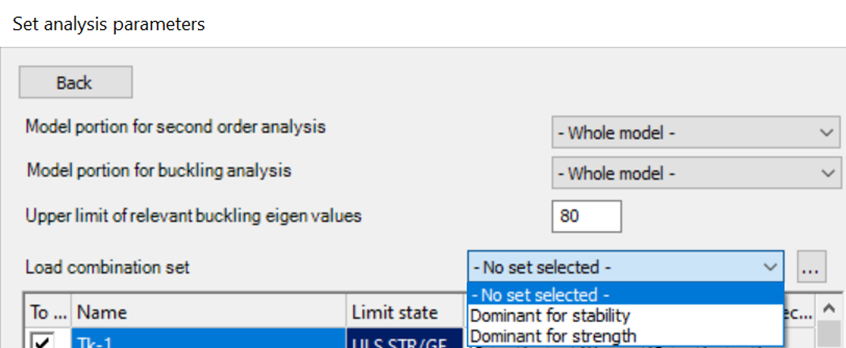 Set analysis parameters
Back
Model portion for second order analysis - Whole model -
Model portion for buckling analysis - Whole model -
Upper limit of relevant buckling eigen values 80
Load combination set - No set selected - ...
- No set selected -
To ... Name Limit state ec...
Dominant for stability
Dominant for strength
Tk-1 ULS STR/GE